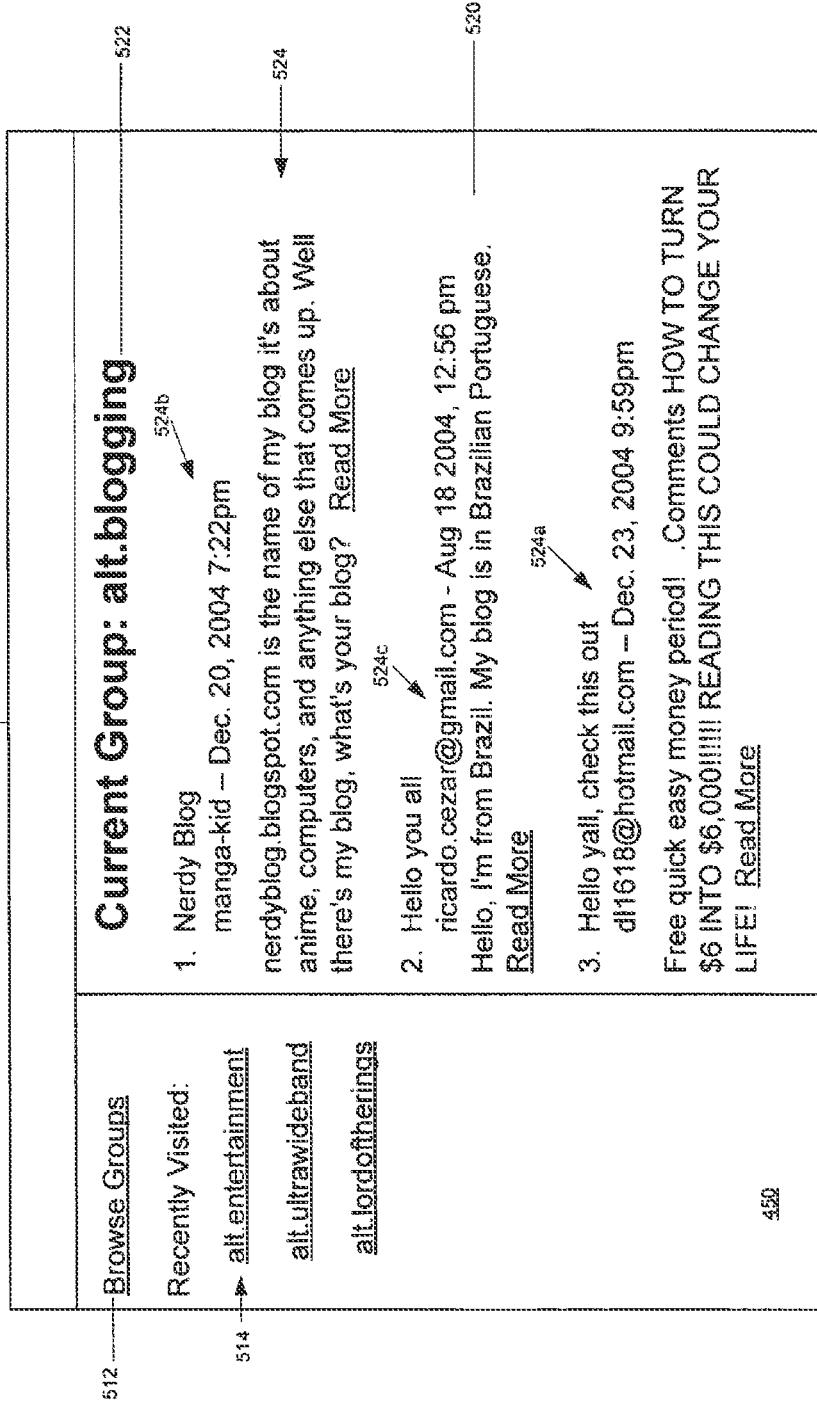 512
Browse Groups
Recently Visited:
514
alt.entertainment
alt.ultrawideband
alt.lordoftherings
450
Current Group: alt.blogging
522
524b
1. Nerdy Blog
manga-kid – Dec. 20, 2004 7:22pm
524
nerdyblog.blogspot.com is the name of my blog it's about
anime, computers, and anything else that comes up. Well
there's my blog, what's your blog? Read More
524c
2. Hello you all
ricardo.cezar@gmail.com - Aug 18 2004, 12:56 pm
Hello, I'm from Brazil. My blog is in Brazilian Portuguese.
Read More
520
524a
3. Hello yall, check this out
dl1618@hotmail.com – Dec. 23, 2004 9:59pm
Free quick easy money period! .Comments HOW TO TURN
$6 INTO $6,000!!!!!! READING THIS COULD CHANGE YOUR
LIFE! Read More